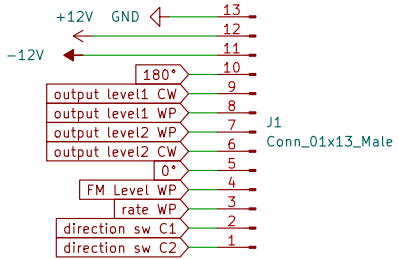 GND 13
+12V 12
-12V 11
180° 10
output level1 CW 9
output level1 WP 8
output level2 WP 7
output level2 CW 6
0° 5
FM Level WP 4
rate WP 3
direction sw C1 2
direction sw C2 1
J1
Conn_01x13_Male